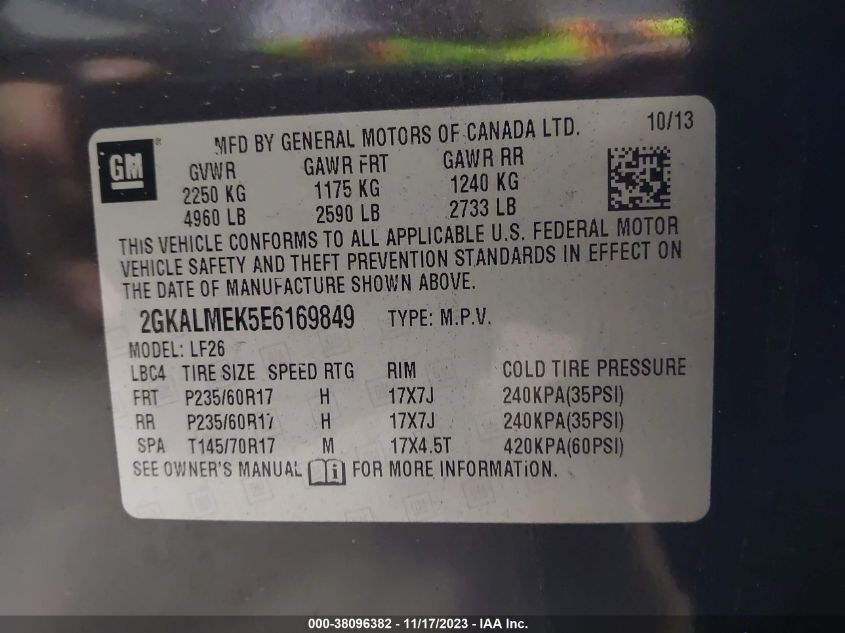 GM
MFD BY GENERAL MOTORS OF CANADA LTD. 10/13
GVWR GAWR FRT GAWR RR
2250 KG 1175 KG 1240 KG
4960 LB 2590 LB 2733 LB
THIS VEHICLE CONFORMS TO ALL APPLICABLE U.S. FEDERAL MOTOR
VEHICLE SAFETY AND THEFT PREVENTION STANDARDS IN EFFECT ON
THE DATE OF MANUFACTURE SHOWN ABOVE.
2GKALMEK5E6169849 TYPE: M.P.V.
MODEL: LF26
LBC4 TIRE SIZE SPEED RTG RIM COLD TIRE PRESSURE
FRT P235/60R17 H 17X7J 240KPA(35PSI)
RR P235/60R17 H 17X7J 240KPA(35PSI)
SPA T145/70R17 M 17X4.5T 420KPA(60PSI)
SEE OWNER'S MANUAL i FOR MORE INFORMATION.
000-38096382 - 11/17/2023 - IAA Inc.